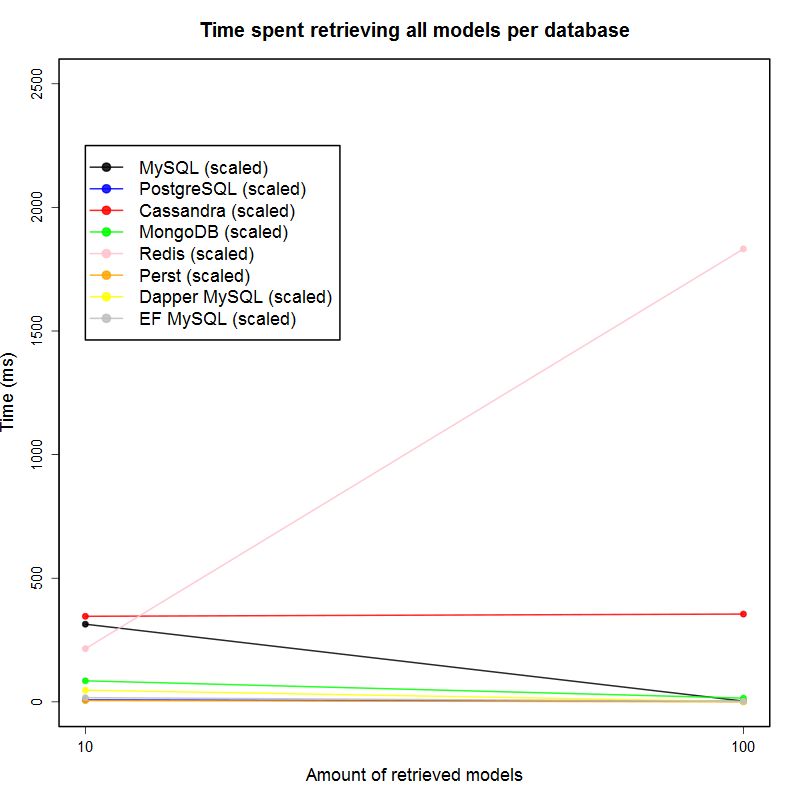 Time spent retrieving all models per database
2500
2000
1500
1000
500
0
Time (ms)
MySQL (scaled)
PostgreSQL (scaled)
Cassandra (scaled)
MongoDB (scaled)
Redis (scaled)
Perst (scaled)
Dapper MySQL (scaled)
EF MySQL (scaled)
10
100
Amount of retrieved models